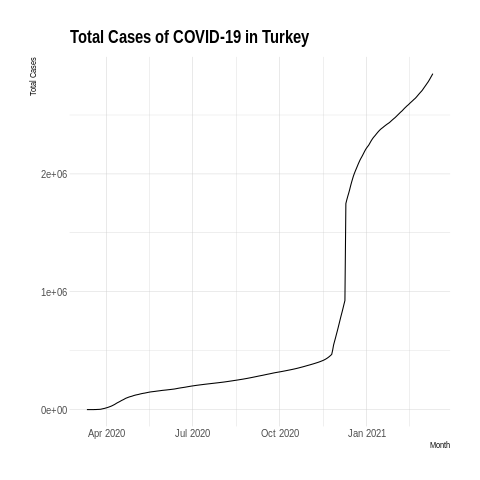 Total Cases of COVID-19 in Turkey
Total Cases
2e+06
1e+06
0e+00
Apr 2020
Jul 2020
Oct 2020
Jan 2021
Month